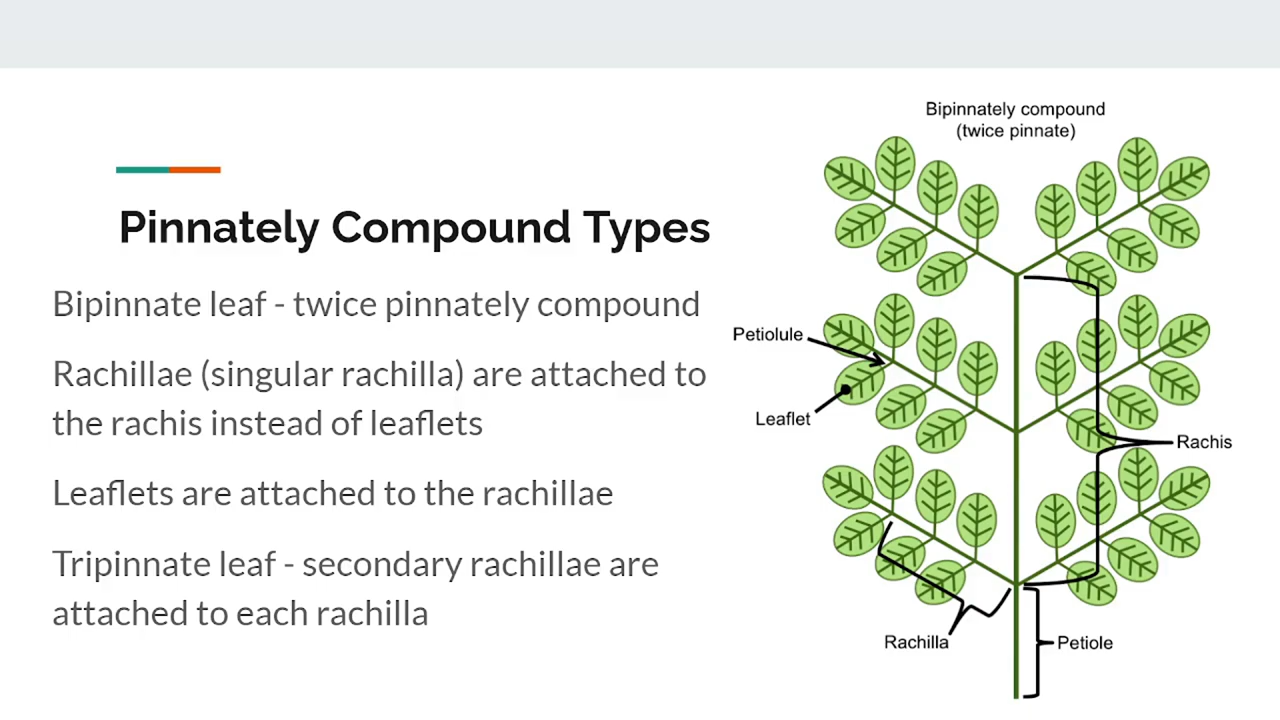 Pinnately Compound Types
Bipinnate leaf - twice pinnately compound
Rachillae (singular rachilla) are attached to
the rachis instead of leaflets
Leaflets are attached to the rachillae
Tripinnate leaf - secondary rachillae are
attached to each rachilla
Bipinnately compound
(twice pinnate)
Petiolule
Leaflet
Rachis
Rachilla
Petiole